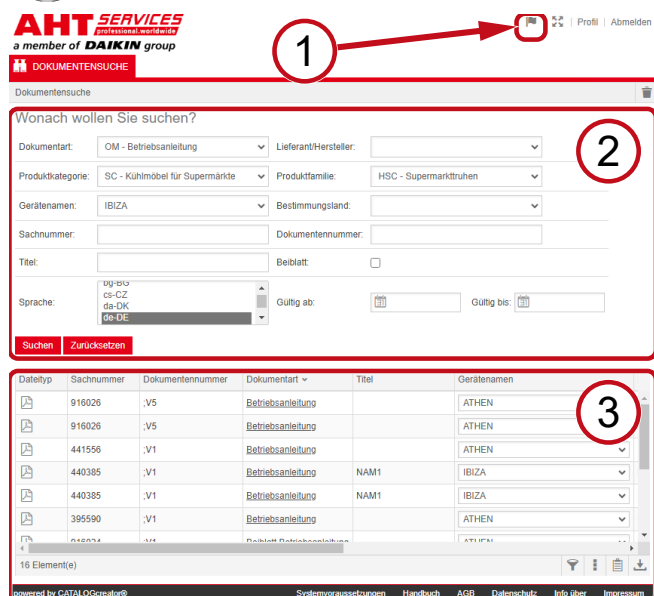 AHT SERVICES
professional.worldwide
a member of DAIKIN group
1
Profil | Abmelden
DOKUMENTENSUCHE
Dokumentensuche
Wonach wollen Sie suchen?
2
Dokumentart: OM - Betriebsanleitung Lieferant/Hersteller:
Produktkategorie: SC - Kühlmöbel für Supermärkte Produktfamilie: HSC - Supermarkttruhen
Gerätenamen: IBIZA Bestimmungsland:
Sachnummer: Dokumentennummer:
Titel: Beiblatt:
bg-BG
cs-CZ
Sprache: Gültig ab: Gültig bis:
da-DK
de-DE
Suchen Zurücksetzen
Dateityp Sachnummer Dokumentennummer Dokumentart Titel Gerätenamen
3
916026 ;V5 Betriebsanleitung ATHEN
916026 ;V5 Betriebsanleitung ATHEN
441556 ;V1 Betriebsanleitung ATHEN
440385 ;V1 Betriebsanleitung NAM1 IBIZA
440385 ;V1 Betriebsanleitung NAM1 IBIZA
395590 ;V1 Betriebsanleitung ATHEN
;V1 Beiblatt Betriebsanleitung ATHEN
16 Element(e)
powered by CATALOGcreator® Systemvoraussetzungen Handbuch AGB Datenschutz Info über Impressum